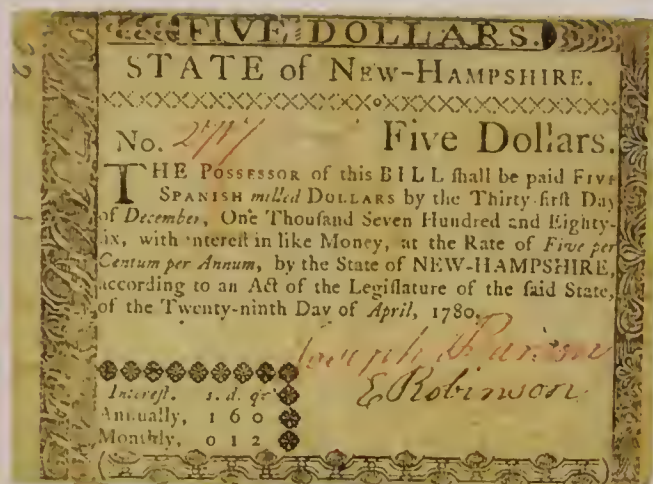 FIVE DOLLARS.
STATE of NEW-HAMPSHIRE.
No. Five Dollars.
THE POSSESSOR of this BILL ſhall be paid FIVE
SPANISH milled DOLLARS by the Thirty-firſt Day
of December, One Thouſand Seven Hundred and Eighty-
ſix, with intereſt in like Money, at the Rate of Five per
Centum per Annum, by the State of NEW-HAMPSHIRE,
according to an Act of the Legiſlature of the ſaid State,
of the Twenty-ninth Day of April, 1780.
Joseph
E Robinson
Intereſt. s. d. qr
Annually, 1 6 0
Monthly, 0 1 2